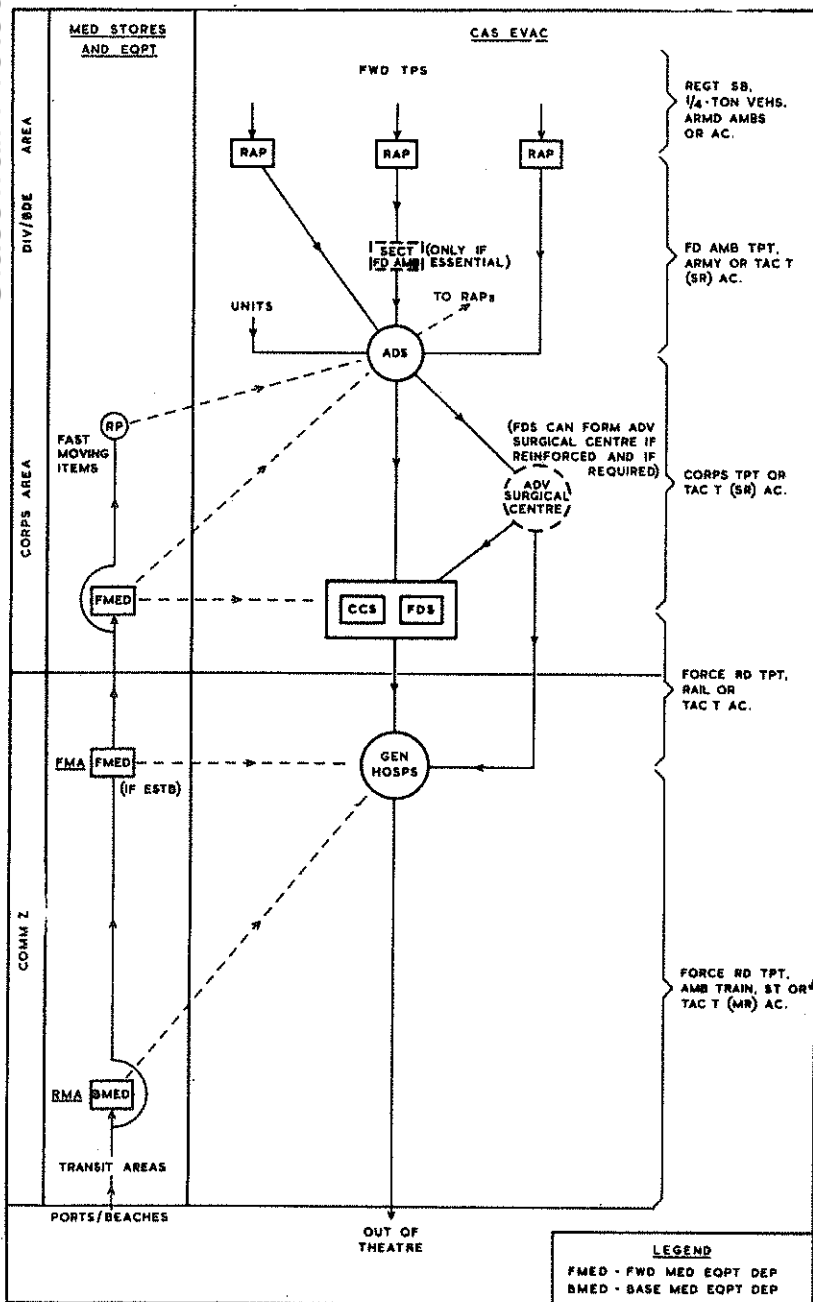 MED STORES
AND EQPT
CAS EVAC
FWD TPS
REGT SB,
1/4-TON VEHS.
ARMD AMBS
OR AC.
DIV/BDE AREA
RAP
RAP
RAP
SECT
FD AMB
(ONLY IF
ESSENTIAL)
FD AMB TPT,
ARMY OR TAC T
(SR) AC.
UNITS
TO RAPs
ADS
RP
FAST
MOVING
ITEMS
(FDS CAN FORM ADV
SURGICAL CENTRE IF
REINFORCED AND IF
REQUIRED)
ADV
SURGICAL
CENTRE
CORPS TPT OR
TAC T (SR) AC.
CORPS AREA
FMED
CCS
FDS
FORCE RD TPT,
RAIL OR
TAC T AC.
FMA
FMED
(IF ESTB)
GEN
HOSPS
COMM Z
FORCE RD TPT,
AMB TRAIN, ST OR
TAC T (MR) AC.
RMA
BMED
TRANSIT AREAS
PORTS/BEACHES
OUT OF
THEATRE
LEGEND
FMED - FWD MED EQPT DEP
BMED - BASE MED EQPT DEP